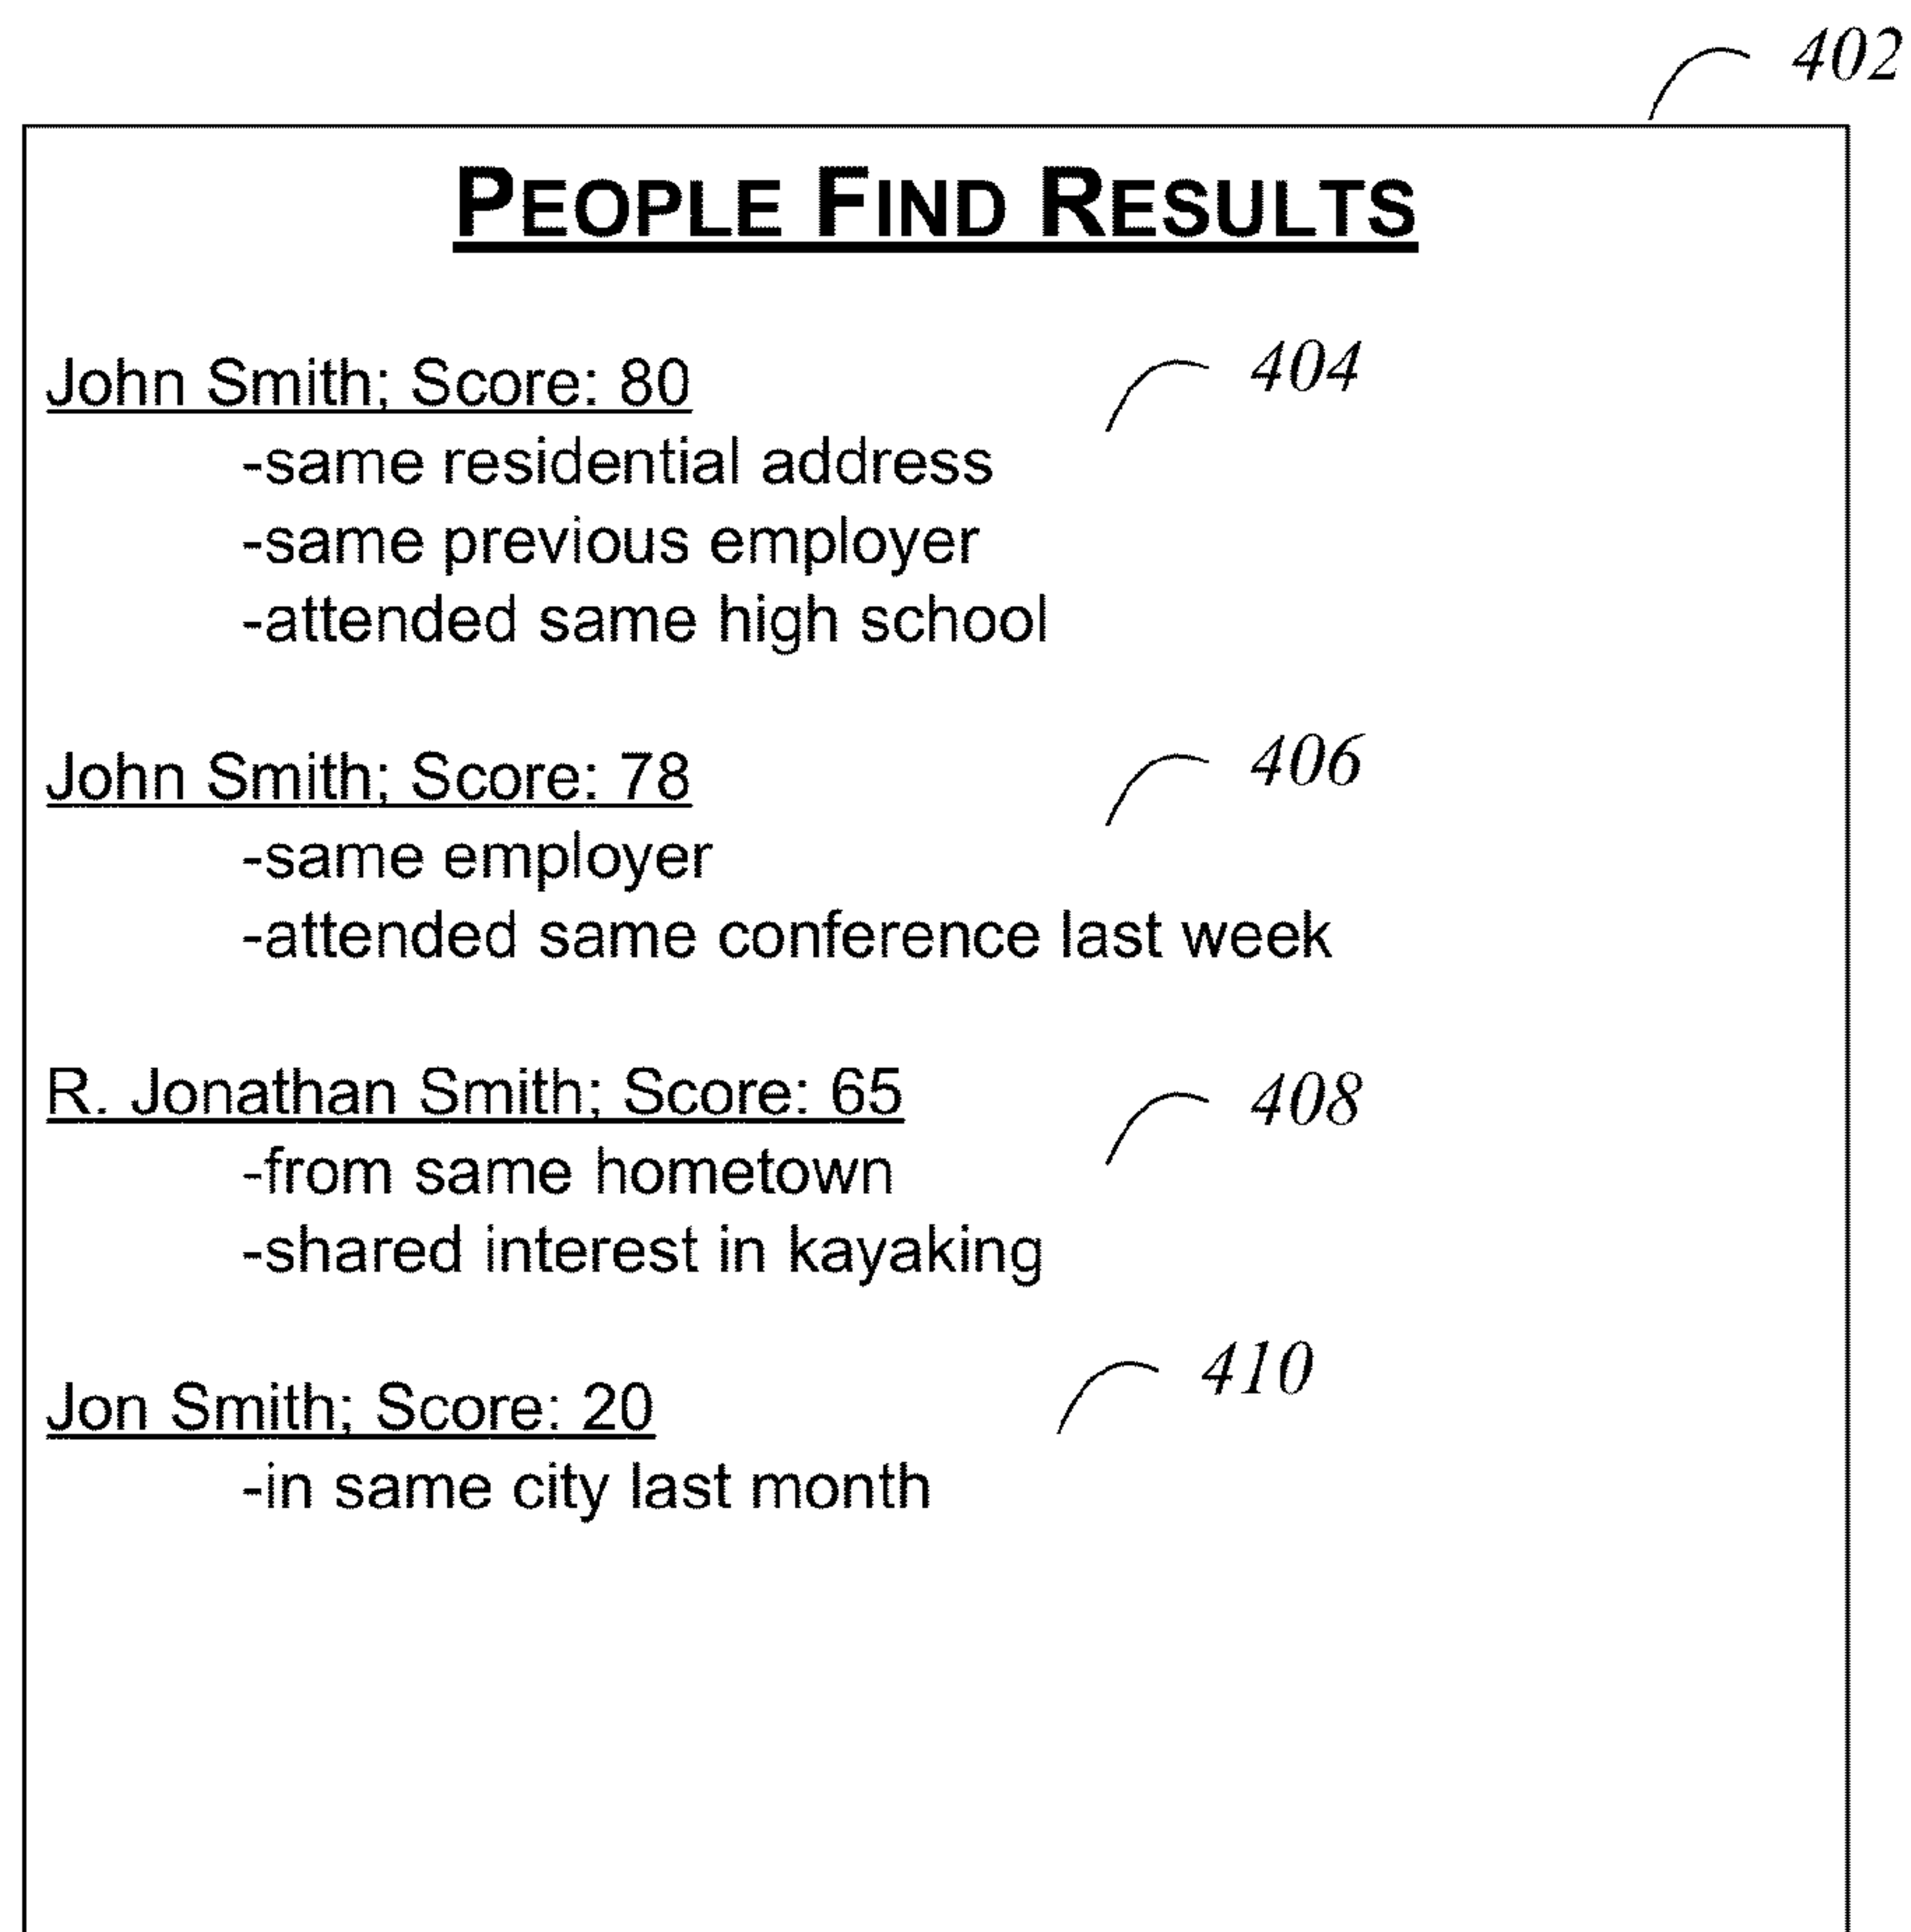 402
PEOPLE FIND RESULTS
John Smith; Score: 80
404
-same residential address
-same previous employer
-attended same high school
John Smith; Score: 78
406
-same employer
-attended same conference last week
R. Jonathan Smith; Score: 65
408
-from same hometown
-shared interest in kayaking
Jon Smith; Score: 20
410
-in same city last month